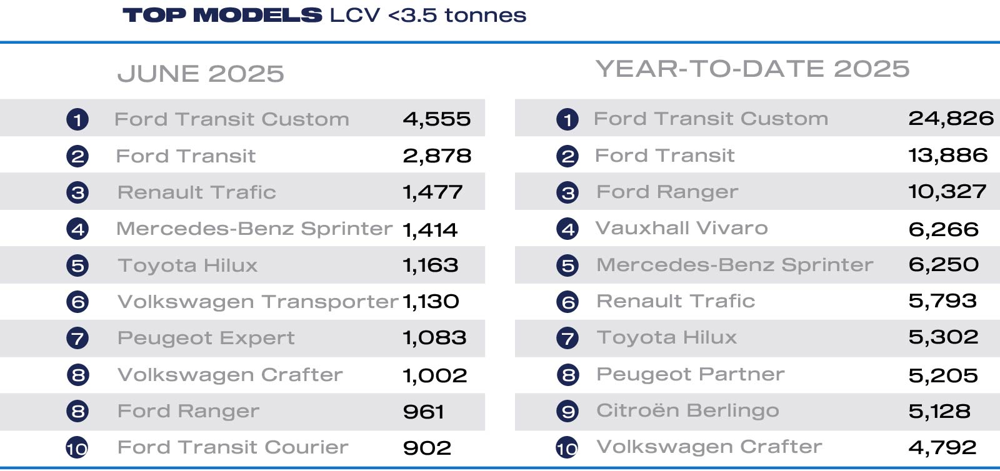 TOP MODELS LCV <3.5 tonnes
JUNE 2025
1 Ford Transit Custom 4,555
2 Ford Transit 2,878
3 Renault Trafic 1,477
4 Mercedes-Benz Sprinter 1,414
5 Toyota Hilux 1,163
6 Volkswagen Transporter 1,130
7 Peugeot Expert 1,083
8 Volkswagen Crafter 1,002
8 Ford Ranger 961
10 Ford Transit Courier 902
YEAR-TO-DATE 2025
1 Ford Transit Custom 24,826
2 Ford Transit 13,886
3 Ford Ranger 10,327
4 Vauxhall Vivaro 6,266
5 Mercedes-Benz Sprinter 6,250
6 Renault Trafic 5,793
7 Toyota Hilux 5,302
8 Peugeot Partner 5,205
9 Citroën Berlingo 5,128
10 Volkswagen Crafter 4,792